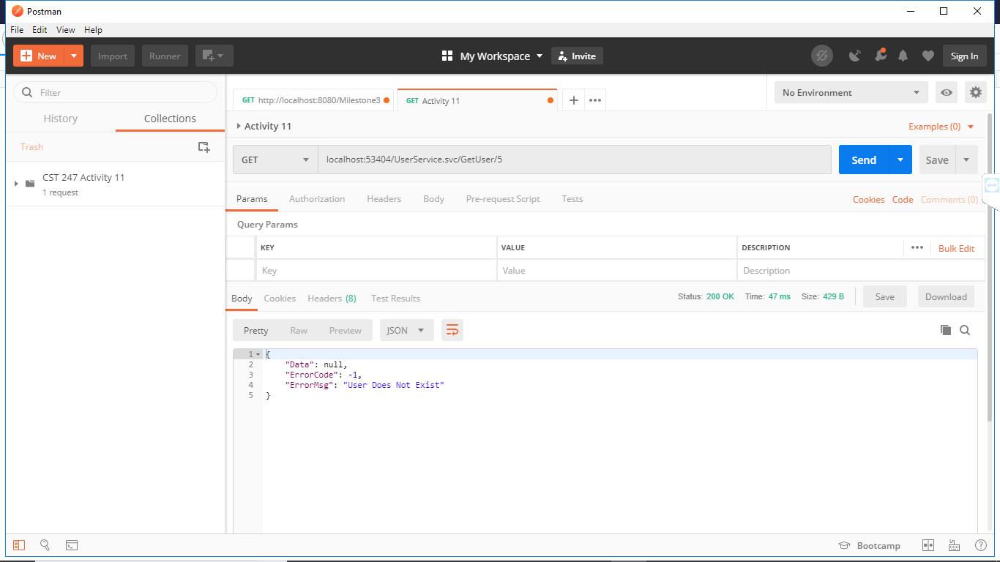 Postman
File Edit View Help
New Import Runner My Workspace Invite Sign In
Filter
History Collections
Trash
CST 247 Activity 11
1 request
GET http://localhost:8080/Milestone3 GET Activity 11 No Environment
Activity 11 Examples (0)
GET localhost:53404/UserService.svc/GetUser/5 Send Save
Params Authorization Headers Body Pre-request Script Tests Cookies Code Comments (0)
Query Params
KEY VALUE DESCRIPTION Bulk Edit
Key Value Description
Body Cookies Headers (8) Test Results Status: 200 OK Time: 47 ms Size: 429 B Save Download
Pretty Raw Preview JSON
1 {
2 "Data": null,
3 "ErrorCode": -1,
4 "ErrorMsg": "User Does Not Exist"
5 }
Bootcamp